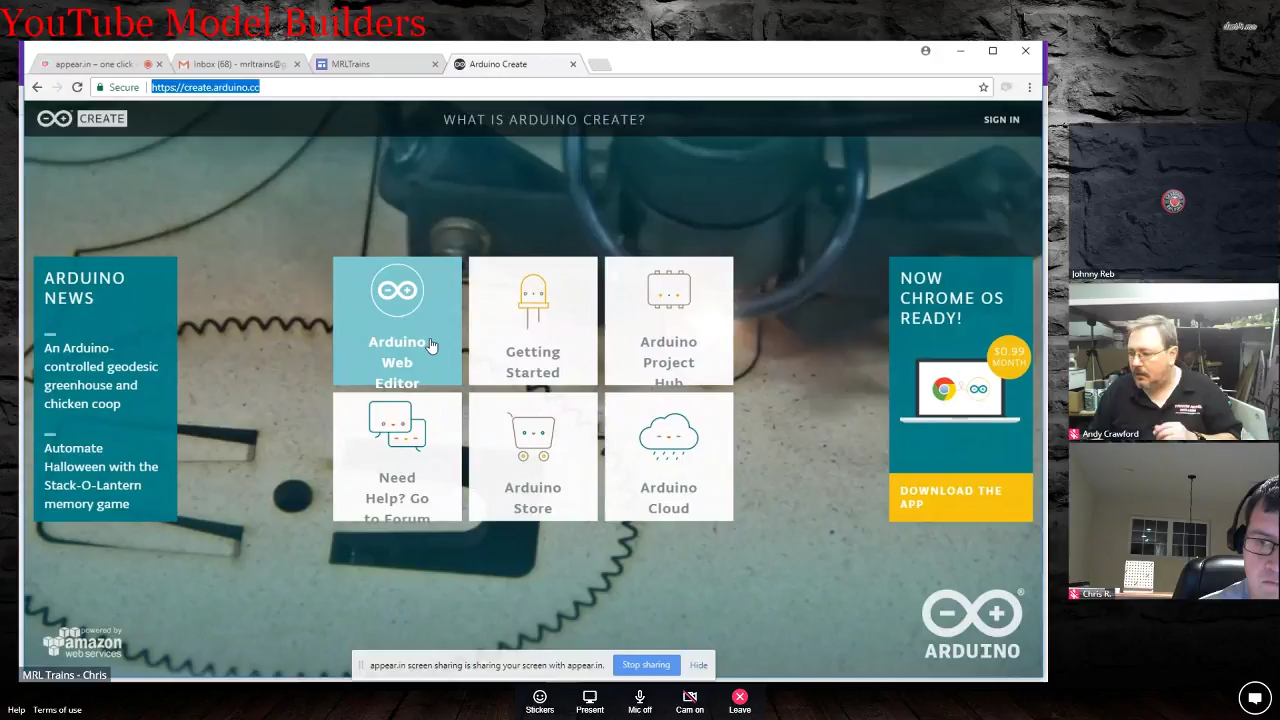 YouTube Model Builders
appear.in – one click
Inbox (68) - mrltrains@g
MRLTrains
Arduino Create
Secure
https://create.arduino.cc
CREATE
WHAT IS ARDUINO CREATE?
SIGN IN
ARDUINO
NEWS
An Arduino-
controlled geodesic
greenhouse and
chicken coop
Automate
Halloween with the
Stack-O-Lantern
memory game
Arduino
Web
Editor
Getting
Started
Arduino
Project
Hub
Need
Help? Go
to Forum
Arduino
Store
Arduino
Cloud
NOW
CHROME OS
READY!
$0.99
MONTH
DOWNLOAD THE
APP
powered by
amazon
web services
ARDUINO
appear.in screen sharing is sharing your screen with appear.in.
Stop sharing
Hide
MRL Trains - Chris
Johnny Reb
Andy Crawford
Chris R.
Help
Terms of use
Stickers
Present
Mic off
Cam on
Leave